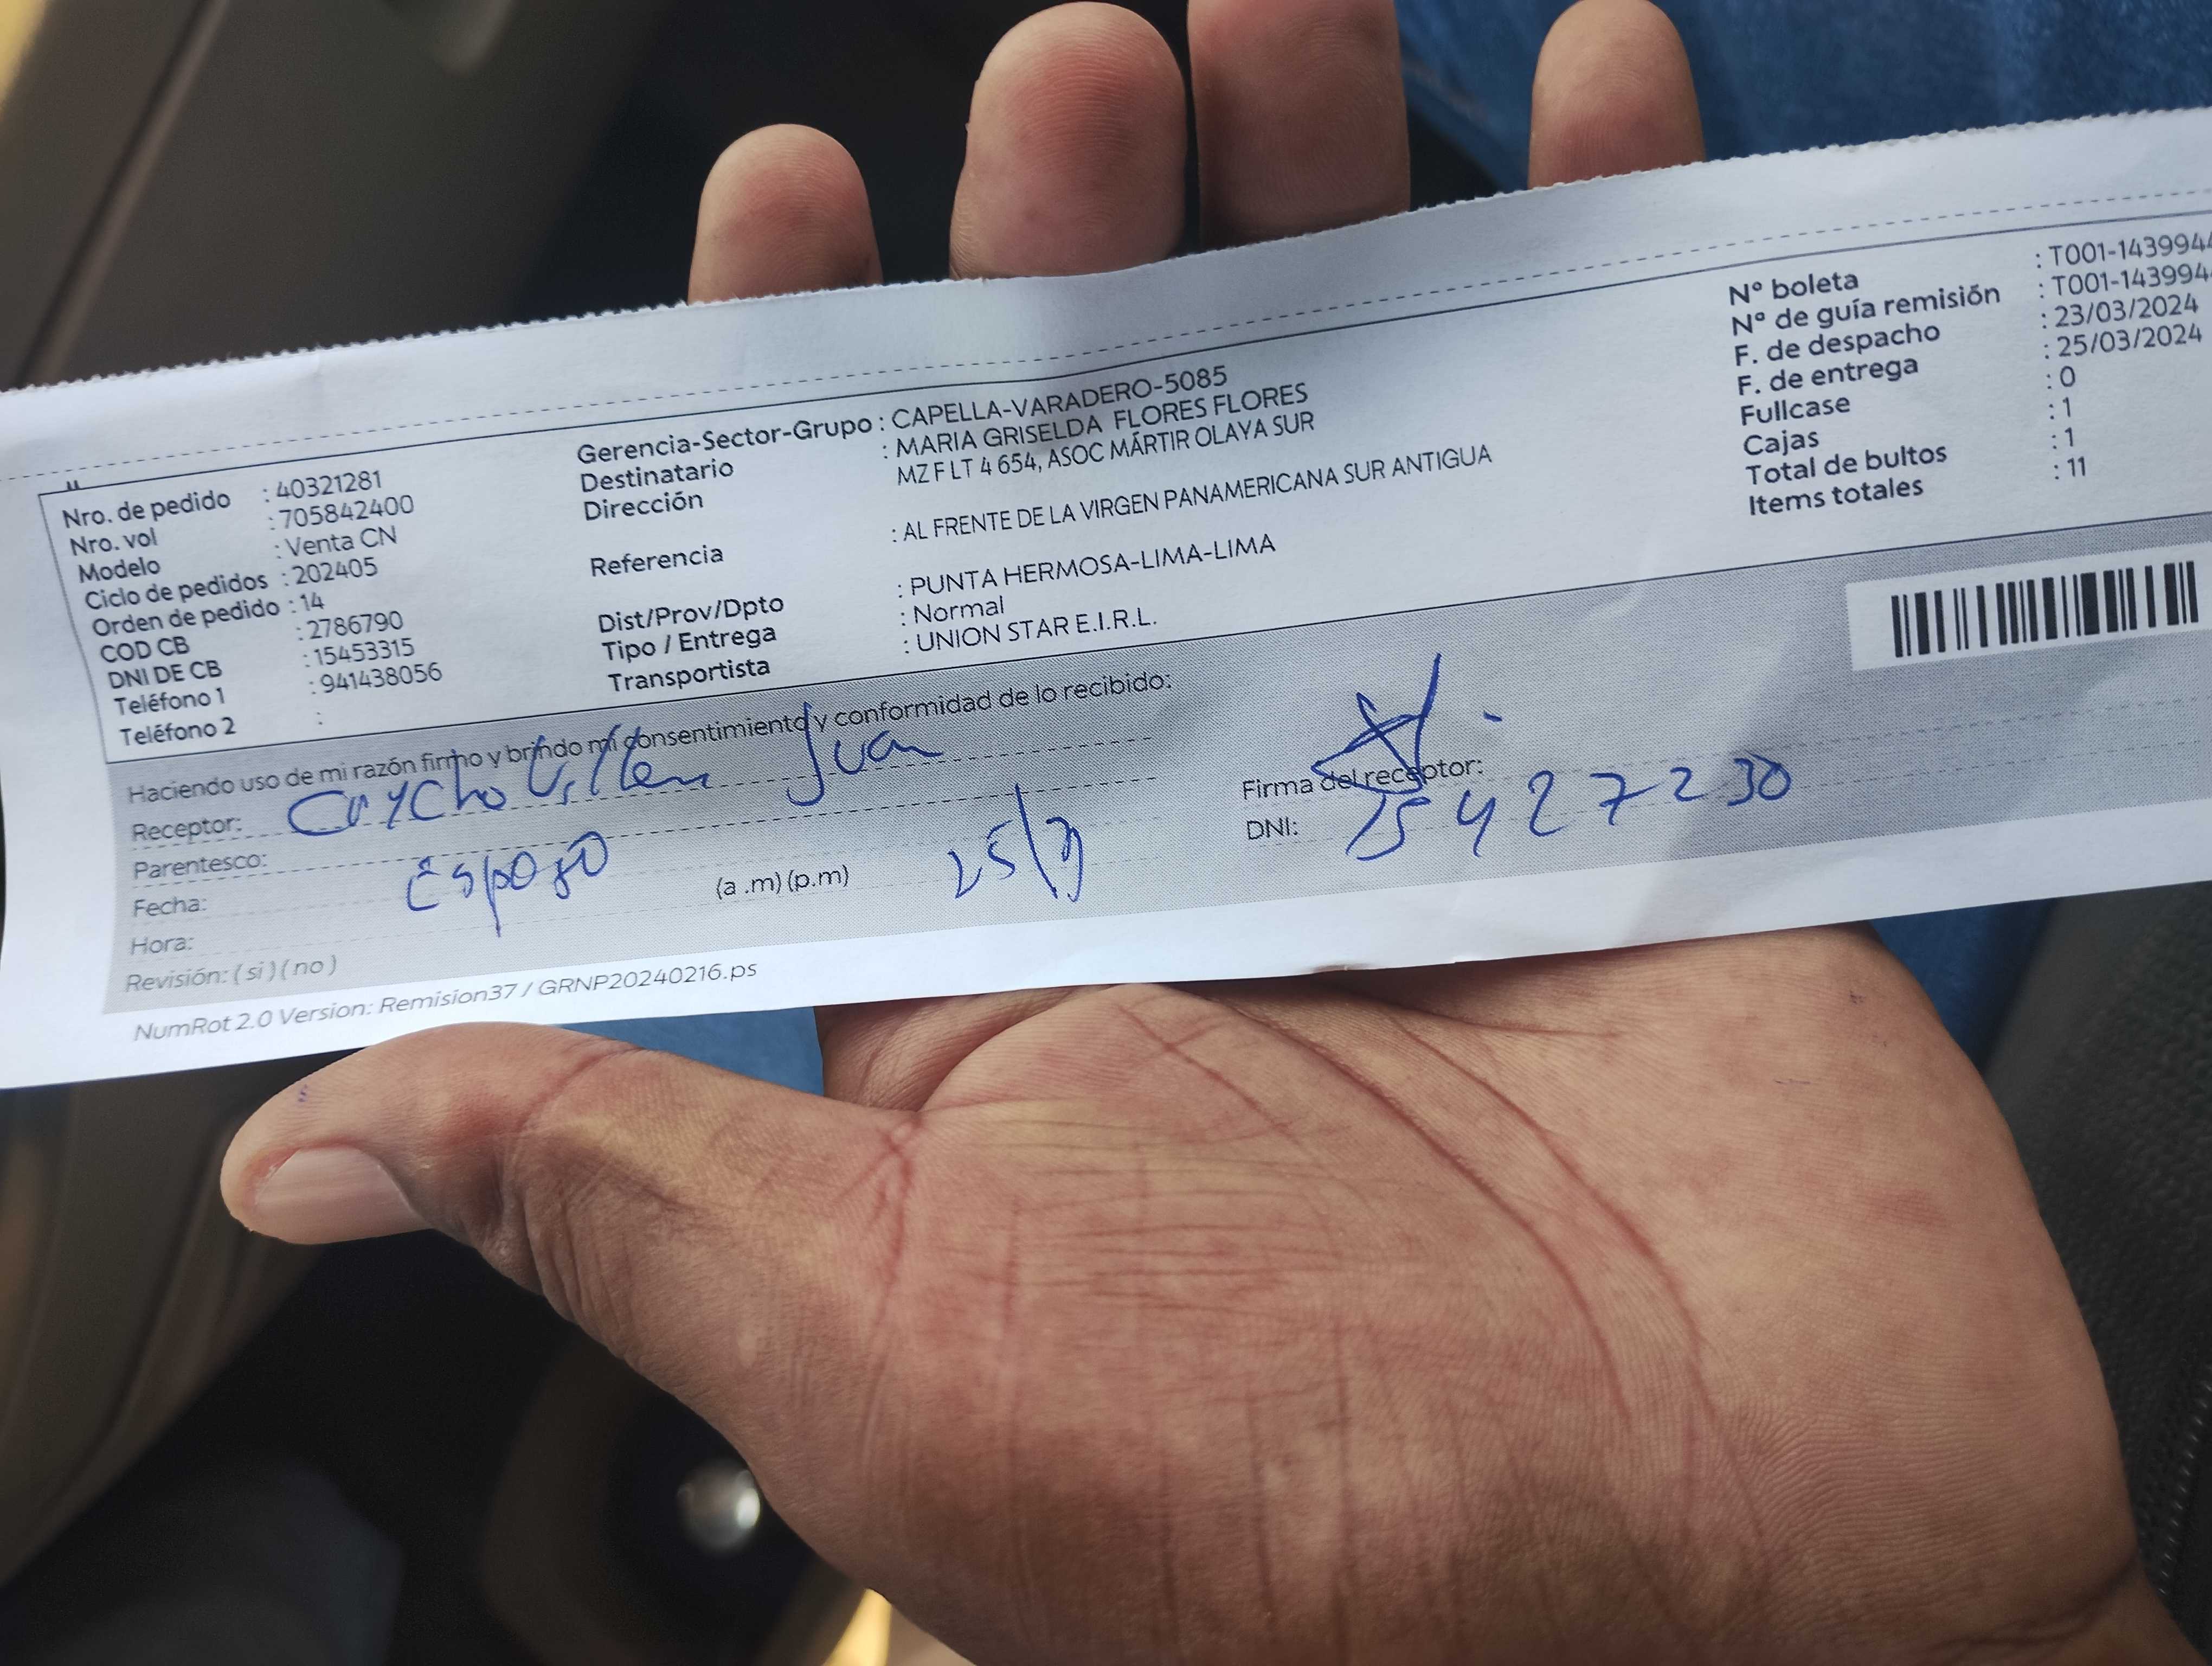 Nro. de pedido : 40321281
Nro. vol : 705842400
Modelo : Venta CN
Ciclo de pedidos : 202405
Orden de pedido : 14
COD CB : 2786790
DNI DE CB : 15453315
Teléfono 1 : 941438056
Teléfono 2 :
Gerencia-Sector-Grupo : CAPELLA-VARADERO-5085
Destinatario : MARIA GRISELDA FLORES FLORES
Dirección MZ F LT 4 654, ASOC MÁRTIR OLAYA SUR
Referencia : AL FRENTE DE LA VIRGEN PANAMERICANA SUR ANTIGUA
Dist/Prov/Dpto : PUNTA HERMOSA-LIMA-LIMA
Tipo / Entrega : Normal
Transportista : UNION STAR E.I.R.L.
N° boleta : T001-1439944
N° de guía remisión : T001-143994
F. de despacho : 23/03/2024
F. de entrega : 25/03/2024
Fullcase : 0
Cajas : 1
Total de bultos : 1
Items totales : 11
Haciendo uso de mi razón firmo y brindo mi consentimiento y conformidad de lo recibido:
Receptor: Juan
Parentesco: Esposo
Fecha: 25/3
Hora: (a .m) (p.m)
Revisión: ( si ) ( no )
Firma del receptor:
DNI: 15427230
NumRot 2.0 Version: Remision37 / GRNP20240216.ps